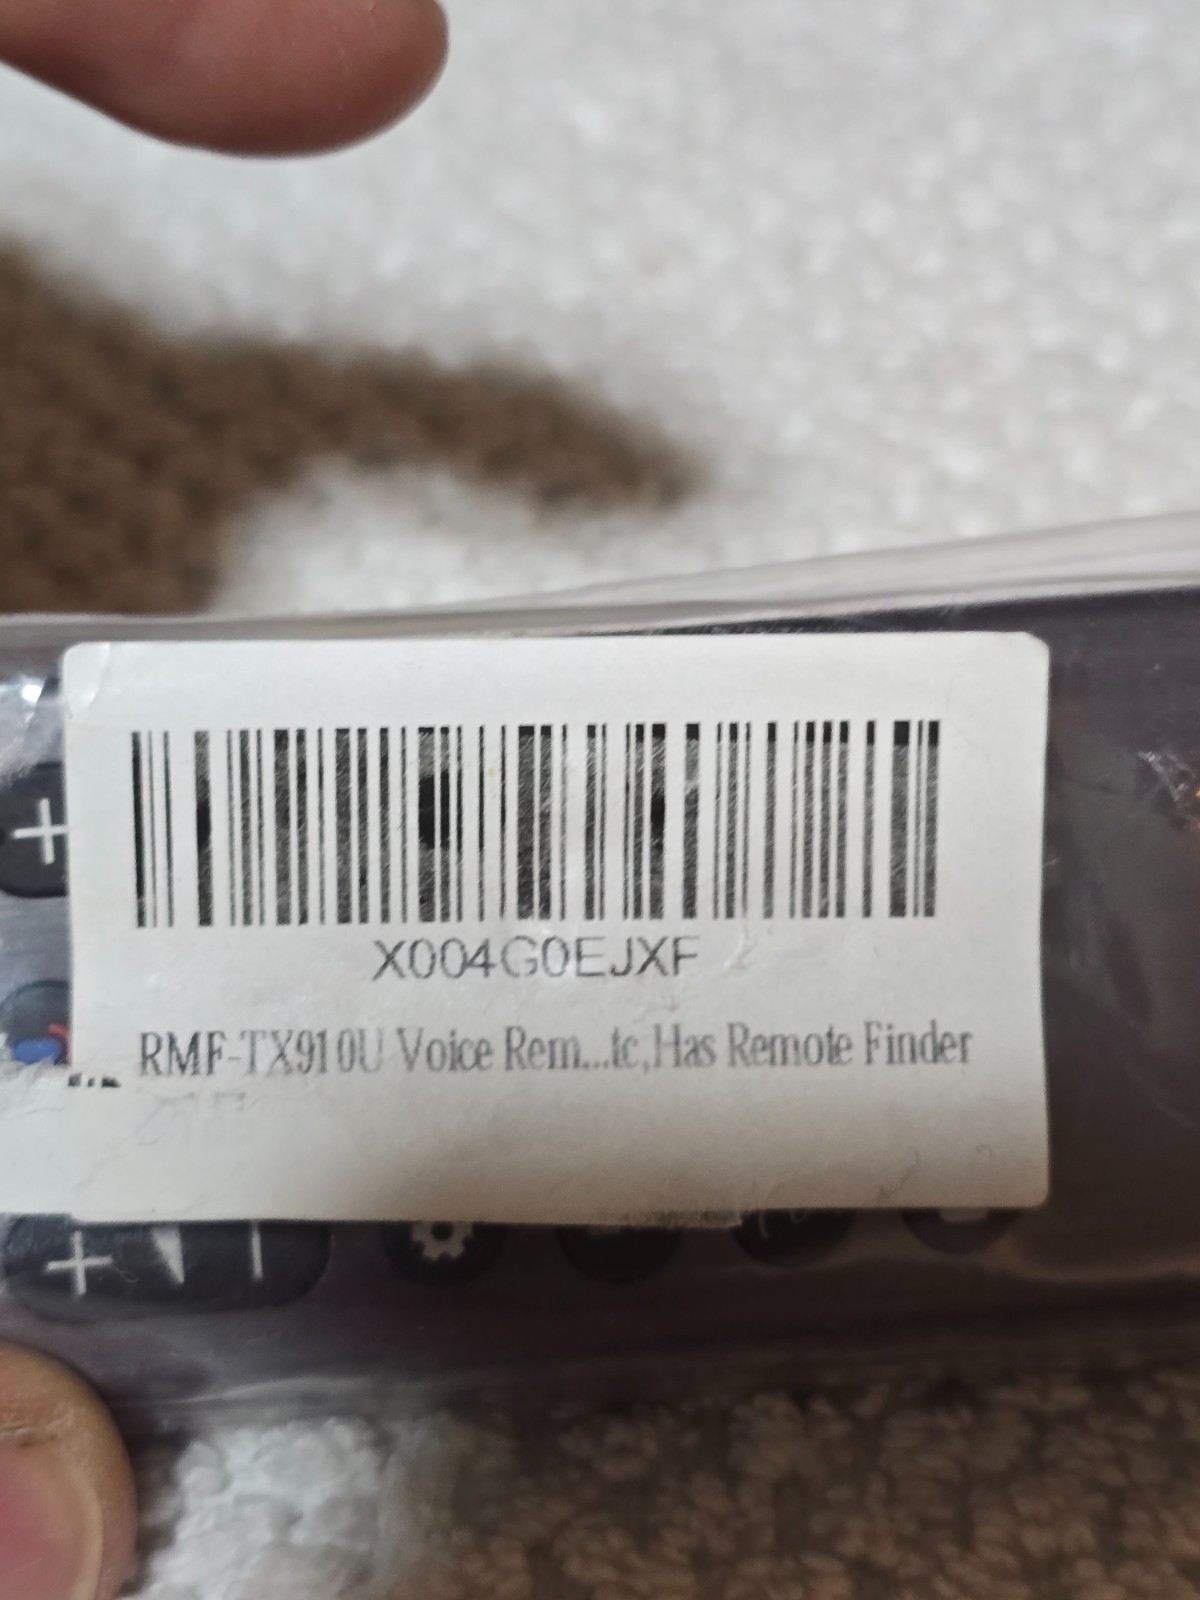 X004G0EJXF
RMF-TX910U Voice Rem...tc,Has Remote Finder